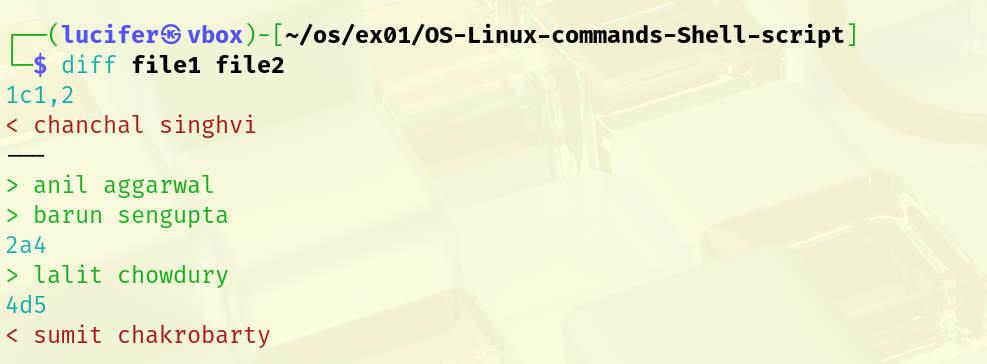 ┌──(lucifer㉿vbox)-[~/os/ex01/OS-Linux-commands-Shell-script]
└─$ diff file1 file2
1c1,2
< chanchal singhvi
---
> anil aggarwal
> barun sengupta
2a4
> lalit chowdury
4d5
< sumit chakrobarty